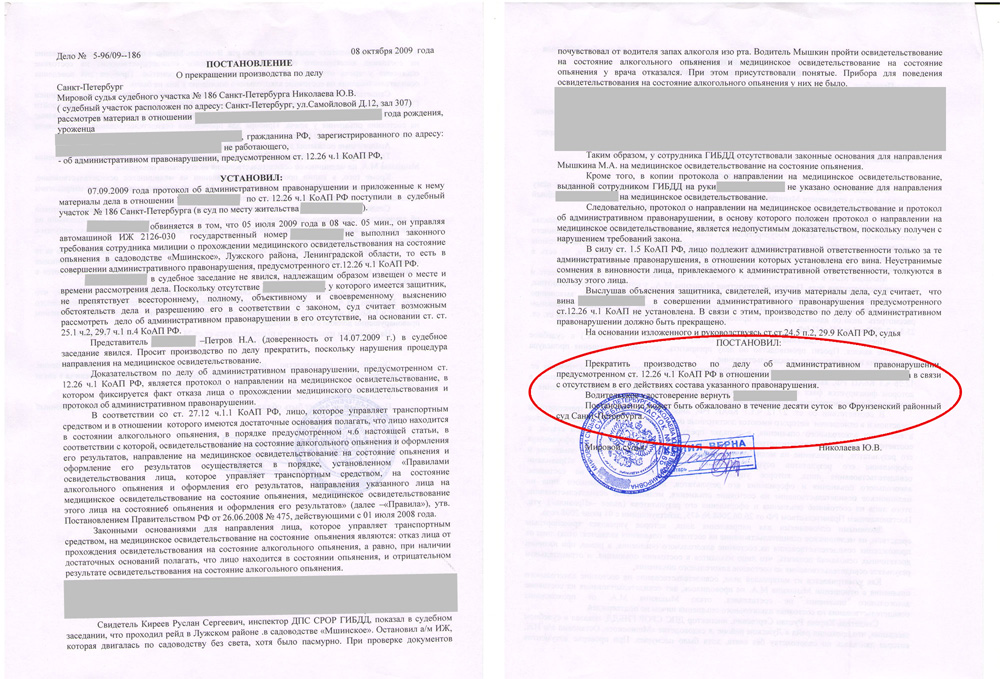 Дело № 5-96/09--186
08 октября 2009 года
ПОСТАНОВЛЕНИЕ
О прекращении производства по делу
Санкт-Петербург
Мировой судья судебного участка № 186 Санкт-Петербурга Николаева Ю.В.
( судебный участок расположен по адресу: Санкт-Петербург, ул.Самойловой Д.12, зал 307)
рассмотрев материал в отношении года рождения,
уроженца
, гражданина РФ, зарегистрированного по адресу:
не работающего,
- об административном правонарушении, предусмотренном ст. 12.26 ч.1 КоАП РФ,
УСТАНОВИЛ:
07.09.2009 года протокол об административном правонарушении и приложенные к нему
материалы дела в отношении по ст. 12.26 ч.1 КоАП РФ поступили в судебный
участок № 186 Санкт-Петербурга (в суд по месту жительства ).
обвиняется в том, что 05 июля 2009 года в 08 час. 05 мин., он управляя
автомашиной ИЖ 2126-030 государственный номер не выполнил законного
требования сотрудника милиции о прохождении медицинского освидетельствования на состояние
опьянения в садоводстве «Мшинское», Лужского района, Ленинградской области, то есть в
совершении административного правонарушения, предусмотренного ст.12.26 ч.1 КоАП РФ.
в судебное заседание не явился, надлежащим образом извещен о месте и
времени рассмотрения дела. Поскольку отсутствие , у которого имеется защитник,
не препятствует всестороннему, полному, объективному и своевременному выяснению
обстоятельств дела и разрешению его в соответствии с законом, суд считает возможным
рассмотреть дело об административном правонарушении в его отсутствие, на основании ст. ст.
25.1 ч.2, 29.7 ч.1 п.4 КоАП РФ.
Представитель –Петров Н.А. (доверенность от 14.07.2009 г.) в судебное
заседание явился. Просит производство по делу прекратить, поскольку нарушена процедура
направления на медицинское освидетельствование.
Доказательством по делу об административном правонарушении, предусмотренном ст.
12.26 ч.1 КоАП РФ, является протокол о направлении на медицинское освидетельствование, в
котором фиксируется факт отказа лица о прохождении медицинского освидетельствования и
протокол об административном правонарушении.
В соответствии со ст. 27.12 ч.1.1 КоАП РФ, лицо, которое управляет транспортным
средством и в отношении которого имеются достаточные основания полагать, что лицо находится
в состоянии алкогольного опьянения, в порядке предусмотренном ч.6 настоящей статьи, в
соответствии с которой, освидетельствование на состояние алкогольного опьянения и оформления
его результатов, направление на медицинское освидетельствование на состояние опьянения и
оформление его результатов осуществляется в порядке, установленном «Правилами
освидетельствования лица, которое управляет транспортным средством, на состояние
алкогольного опьянения и оформления его результатов, направления указанного лица на
медицинское освидетельствование на состояние опьянения, медицинское освидетельствование
этого лица на состояниеб опьянения и оформления его результатов» (далее –«Правила»), утв.
Постановлением Правительством РФ от 26.06.2008 № 475, действующими с 01 июля 2008 года.
Законными основаниями для направления лица, которое управляет транспортным
средством, на медицинское освидетельствование на состояние опьянения являются: отказ лица от
прохождения освидетельствования на состояние алкогольного опьянения, а равно, при наличии
достаточных оснований полагать, что лицо находится в состоянии опьянения, и отрицательном
результате освидетельствования на состояние алкогольного опьянения.
Свидетель Киреев Руслан Сергеевич, инспектор ДПС СРОР ГИБДД, показал в судебном
заседании, что проходил рейд в Лужском районе .в садоводстве «Мшинское». Остановил а/м ИЖ,
которая двигалась по садоводству без света, хотя было пасмурно. При проверке документов
почувствовал от водителя запах алкоголя изо рта. Водитель Мышкин пройти освидетельствование
на состояние алкогольного опьянения и медицинское освидетельствование на состояние
опьянения у врача отказался. При этом присутствовали понятые. Прибора для поведения
освидетельствования на состояние алкогольного опьянения у них не было.
Таким образом, у сотрудника ГИБДД отсутствовали законные основания для направления
Мышкина М.А. на медицинское освидетельствование на состояние опьянения.
Кроме того, в копии протокола о направлении на медицинское освидетельствование,
выданной сотрудником ГИБДД на руки не указано основание для направления
на медицинское освидетельствование.
Следовательно, протокол о направлении на медицинское освидетельствование и протокол
об административном правонарушении, в основу которого положен протокол о направлении на
медицинское освидетельствование, является недопустимым доказательством, поскольку получен с
нарушением требований закона.
В силу ст. 1.5 КоАП РФ, лицо подлежит административной ответственности только за те
административные правонарушения, в отношении которых установлена его вина. Неустранимые
сомнения в виновности лица, привлекаемого к административной ответственности, толкуются в
пользу этого лица.
Выслушав объяснения защитника, свидетелей, изучив материалы дела, суд считает, что
вина в совершении административного правонарушения предусмотренного
ст.12.26 ч.1 КоАП РФ не установлена. В связи с этим, производство по делу об административном
правонарушении должно быть прекращено.
На основании изложенного и руководствуясь ст.ст 24.5 п.2, 29.9 КоАП РФ, судья
ПОСТАНОВИЛ:
Прекратить производство по делу об административном правонарушении,
предусмотренном ст. 12.26 ч.1 КоАП РФ в отношении в связи
с отсутствием в его действиях состава указанного правонарушения.
Водительское удостоверение вернуть
Постановление может быть обжаловано в течение десяти суток во Фрунзенский районный
суд Санкт-Петербурга.
Мировой судья Николаева Ю.В.
КОПИЯ ВЕРНА